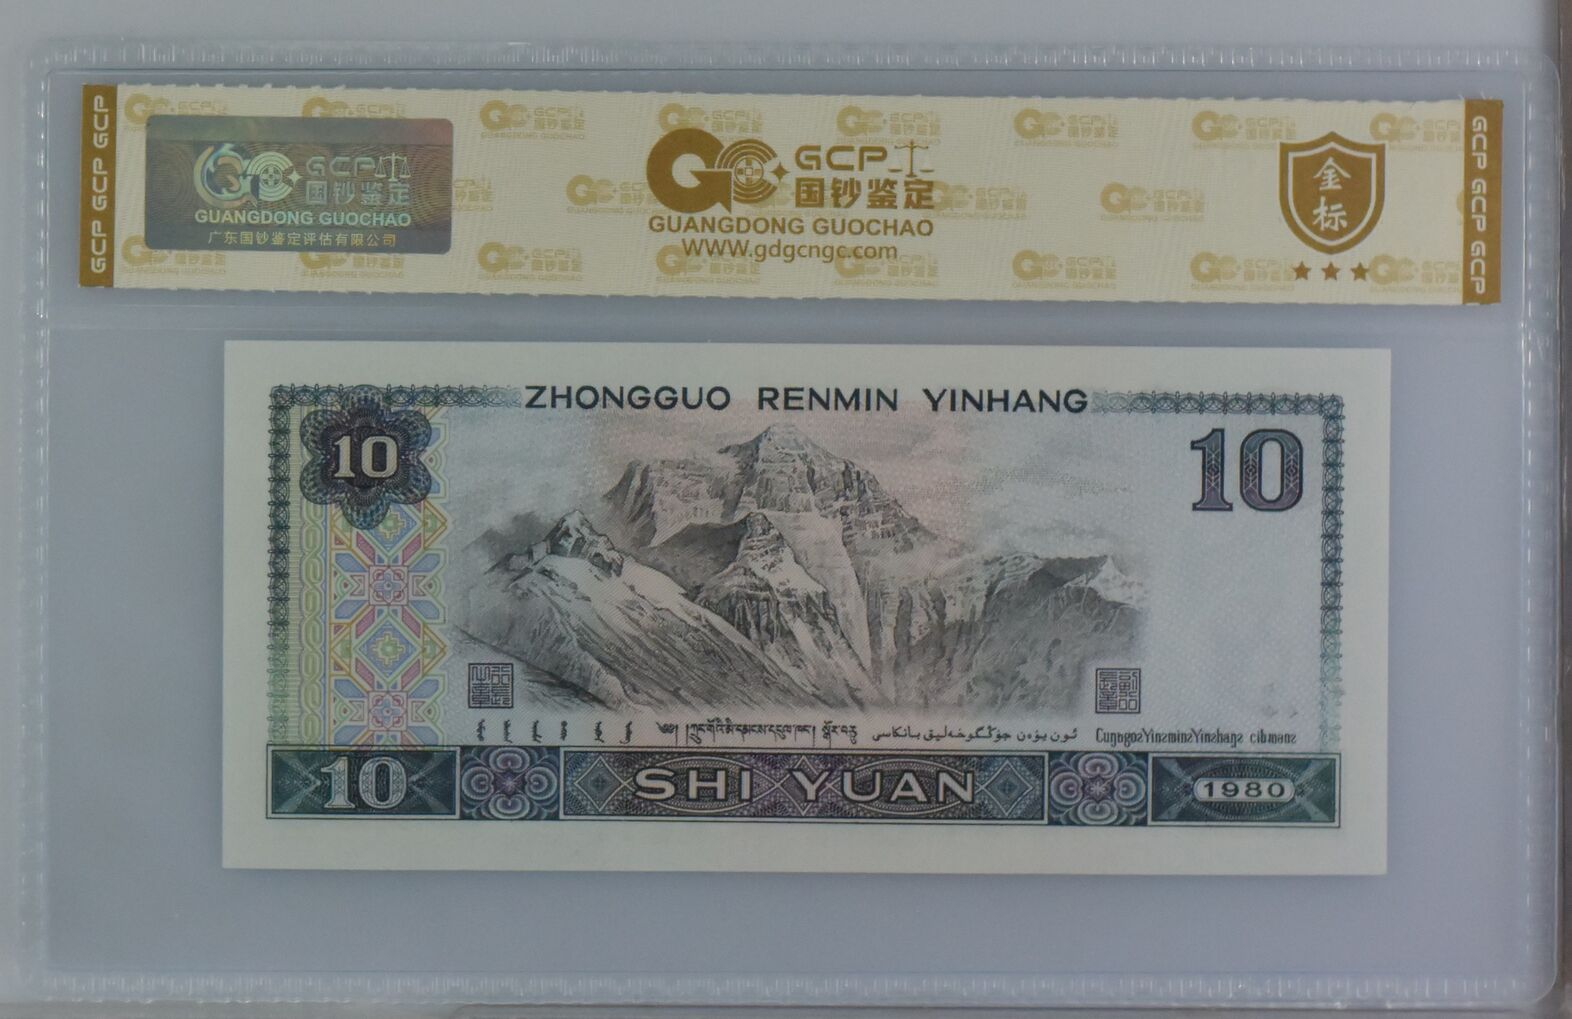 GCP GCP GCP
GCP
国钞鉴定
GUANGDONG GUOCHAO
广东国钞鉴定评估有限公司
GCP
国钞鉴定
GUANGDONG GUOCHAO
WWW.gdgcngc.com
金标
GCP GCP GCP
ZHONGGUO RENMIN YINHANG
10
10
SHI YUAN
10
1980